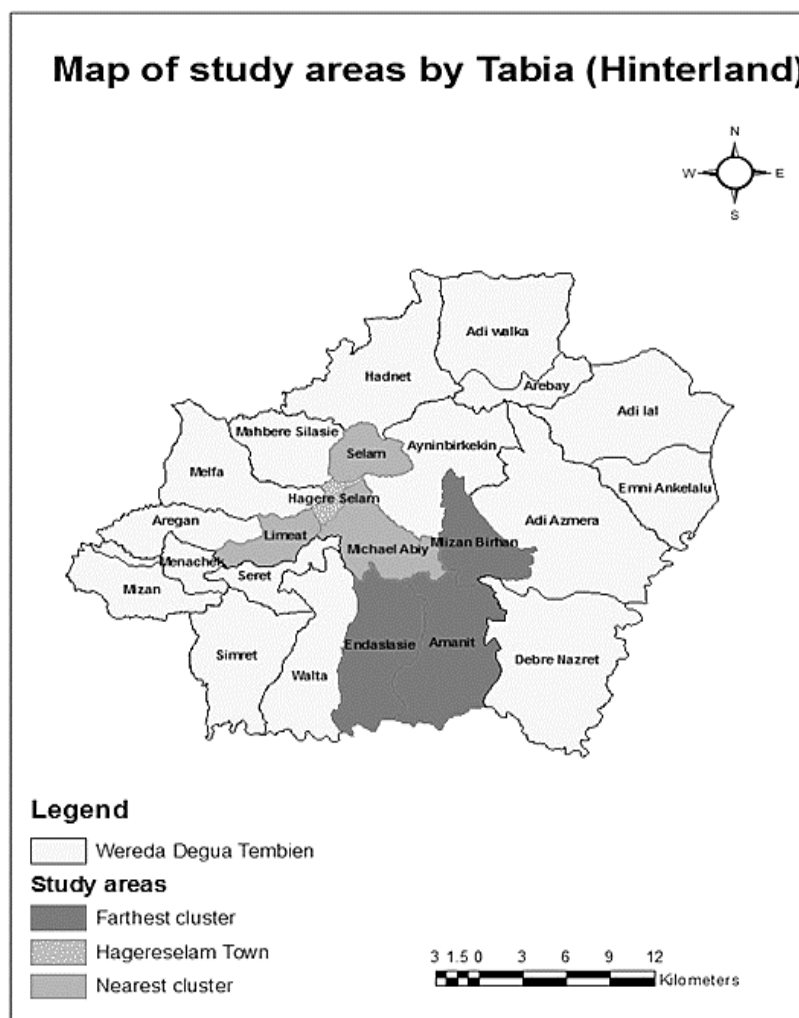 Map of study areas by Tabia (Hinterland)
N
W
E
S
Adi walka
Hadnet
Arebay
Adi lal
Mahbere Silasie
Ayninbirkekin
Selam
Melfa
Emni Ankelalu
Hagere Selam
Adi Azmera
Aregan
Limeat
Mizan Birhan
Michael Abiy
Menachek
Seret
Mizan
Endaslasie
Amanit
Simret
Debre Nazret
Walta
Legend
Wereda Degua Tembien
Study areas
Farthest cluster
Hagereselam Town
Nearest cluster
3 1.5 0 3 6 9 12
Kilometers